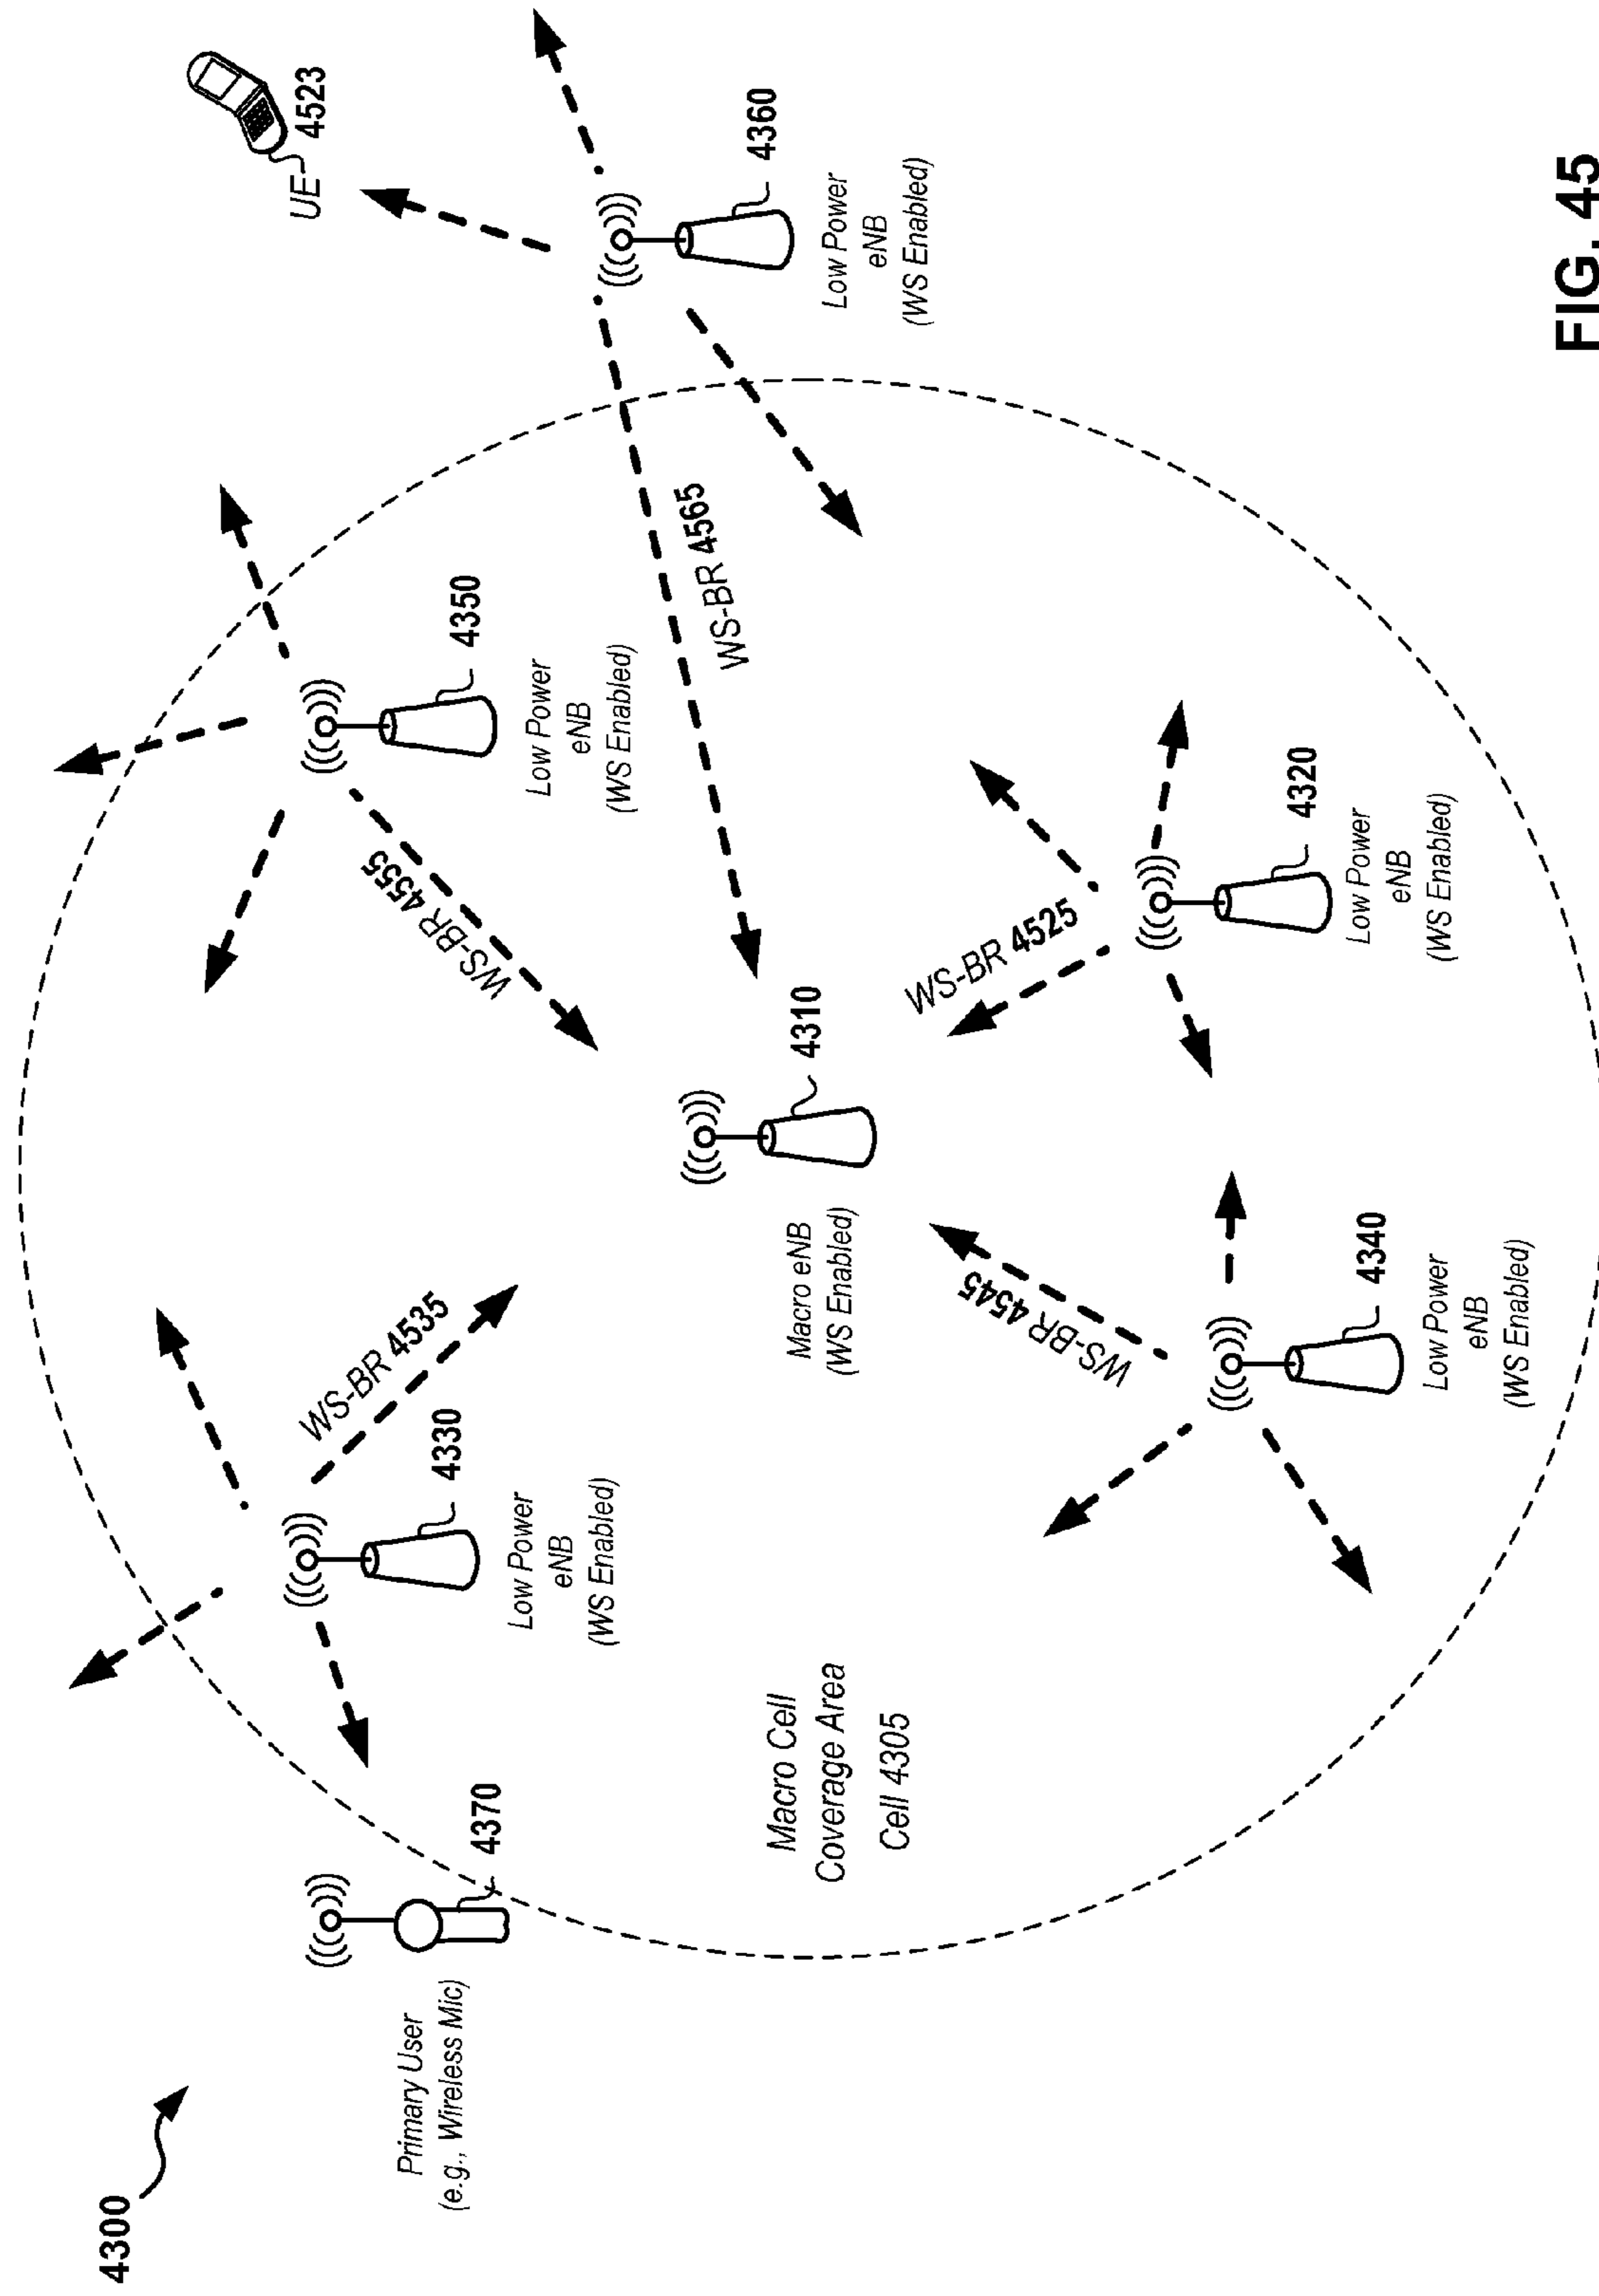 4300
Primary User
(e.g., Wireless Mic)
4370
4330
Low Power
eNB
(WS Enabled)
WS-BR 4535
WS-BR 4555
4350
Low Power
eNB
(WS Enabled)
UE
4523
4360
Low Power
eNB
(WS Enabled)
WS-BR 4565
Macro Cell
Coverage Area
Cell 4305
Macro eNB
(WS Enabled)
4310
WS-BR 4545
4340
Low Power
eNB
(WS Enabled)
WS-BR 4525
4320
Low Power
eNB
(WS Enabled)
FIG. 45